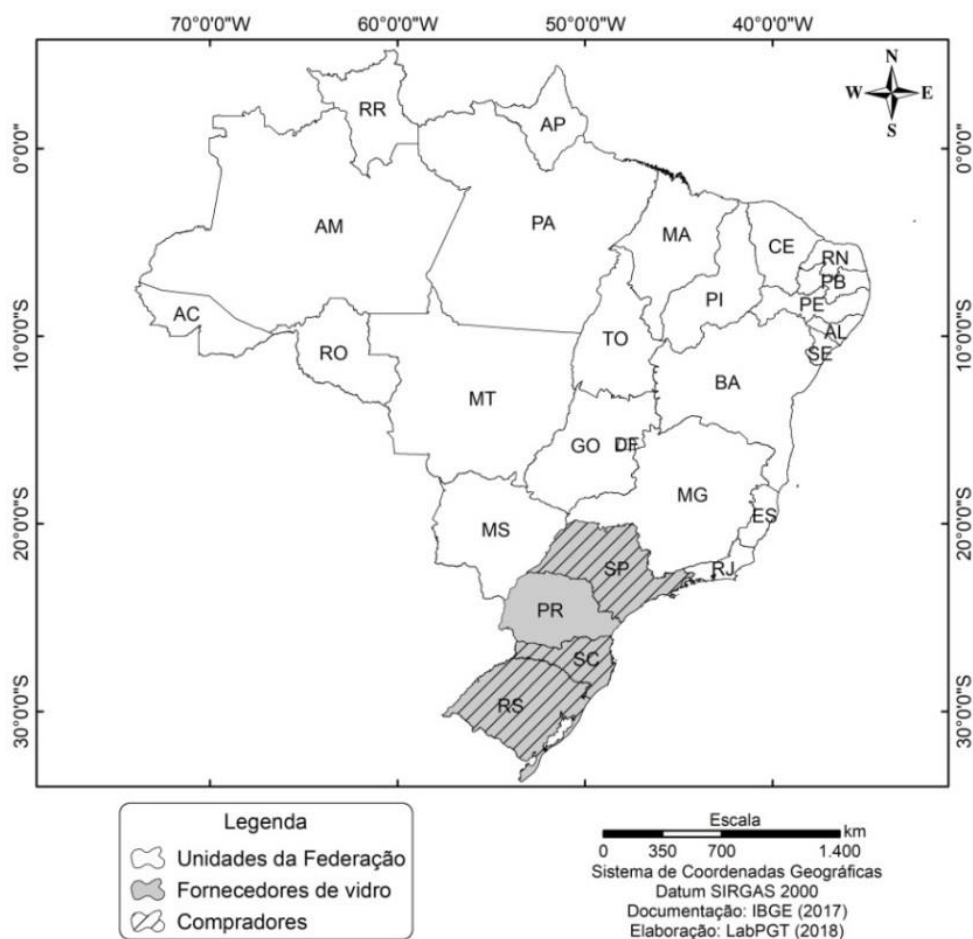 70°0'0"W 60°0'0"W 50°0'0"W 40°0'0"W
N
W E
S
0°0'0"
10°0'0"S
20°0'0"S
30°0'0"S
0°0'0"
10°0'0"S
20°0'0"S
30°0'0"S
RR
AP
AM
PA
MA
CE
RN
PB
PE
PI
AL
AC
TO
SE
RO
BA
MT
GO
DF
MG
MS
ES
SP
RJ
PR
SC
RS
Legenda
Unidades da Federação
Fornecedores de vidro
Compradores
Escala
km
0 350 700 1.400
Sistema de Coordenadas Geográficas
Datum SIRGAS 2000
Documentação: IBGE (2017)
Elaboração: LabPGT (2018)